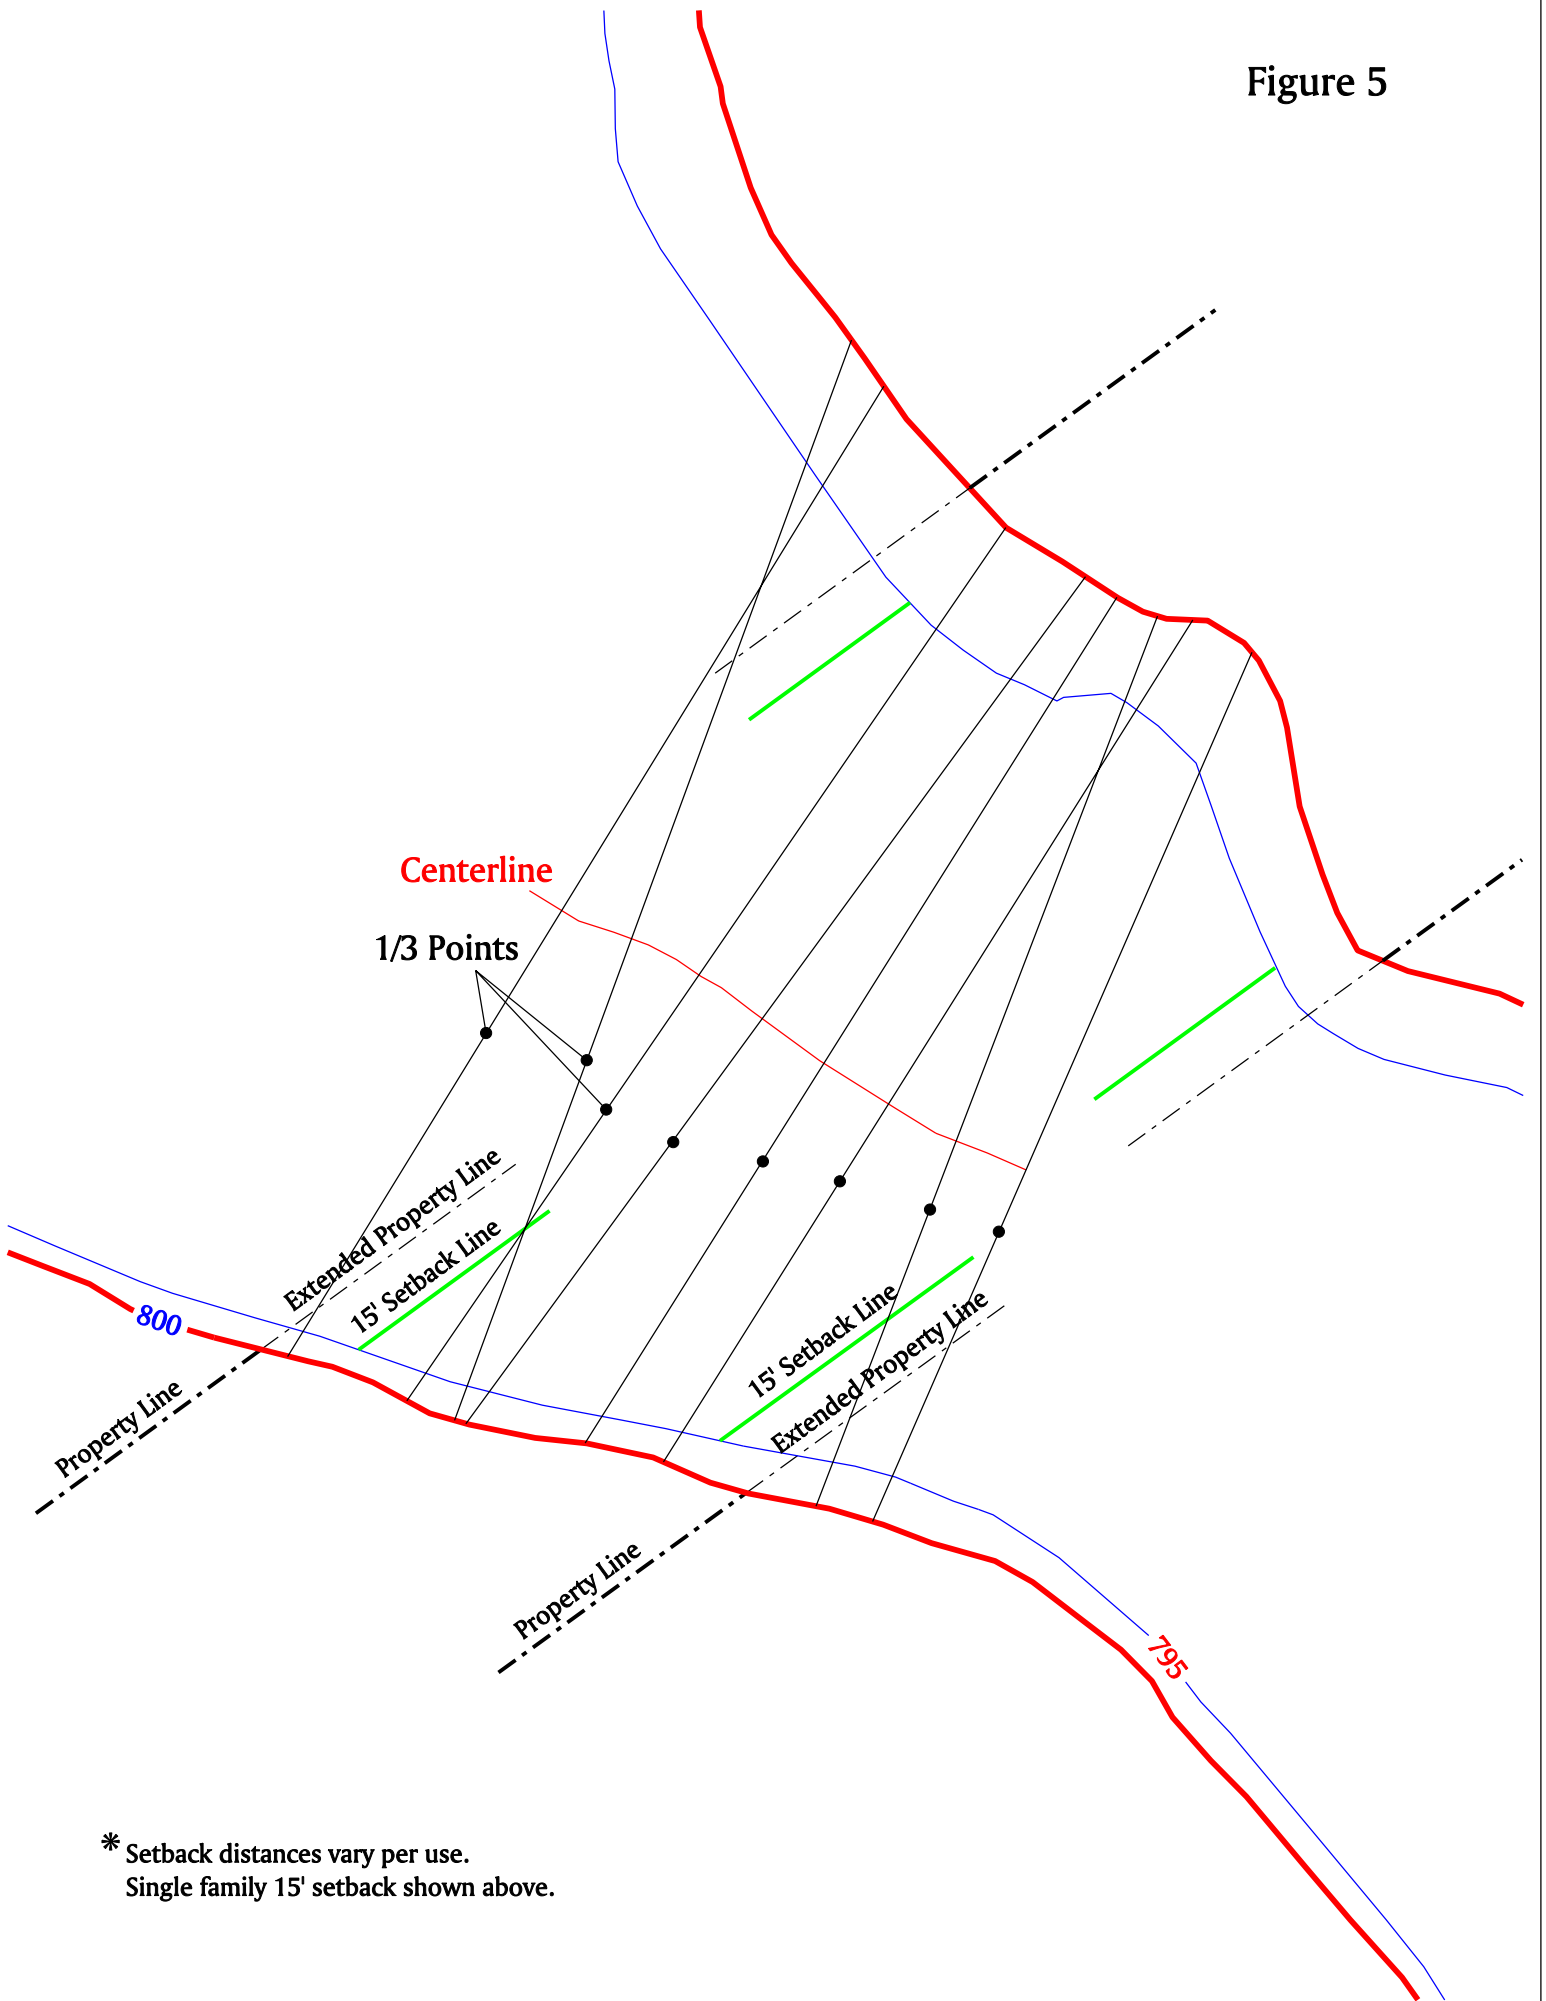 Figure 5
Centerline
1/3 Points
Extended Property Line
15' Setback Line
800
Property Line
15' Setback Line
Extended Property Line
Property Line
795
* Setback distances vary per use.
Single family 15' setback shown above.